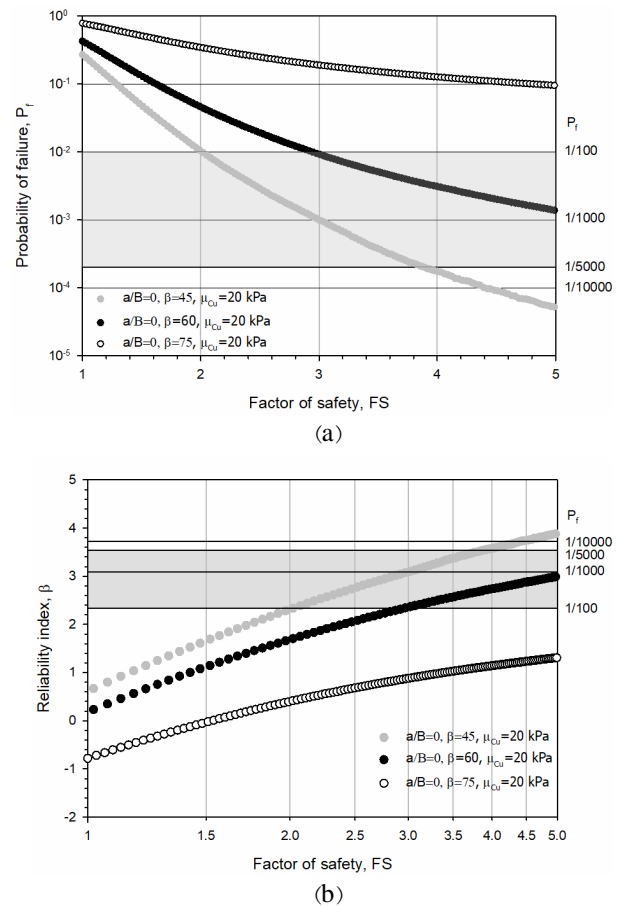 10⁰
10⁻¹
10⁻²
10⁻³
10⁻⁴
10⁻⁵
Probability of failure, P_f
P_f
1/100
1/1000
1/5000
1/10000
a/B=0, β=45, μ_Cu=20 kPa
a/B=0, β=60, μ_Cu=20 kPa
a/B=0, β=75, μ_Cu=20 kPa
1 2 3 4 5
Factor of safety, FS
(a)
5
4
3
2
1
0
-1
-2
Reliability index, β
P_f
1/10000
1/5000
1/1000
1/100
a/B=0, β=45, μ_Cu=20 kPa
a/B=0, β=60, μ_Cu=20 kPa
a/B=0, β=75, μ_Cu=20 kPa
1 1.5 2.0 2.5 3.0 3.5 4.0 4.5 5.0
Factor of safety, FS
(b)